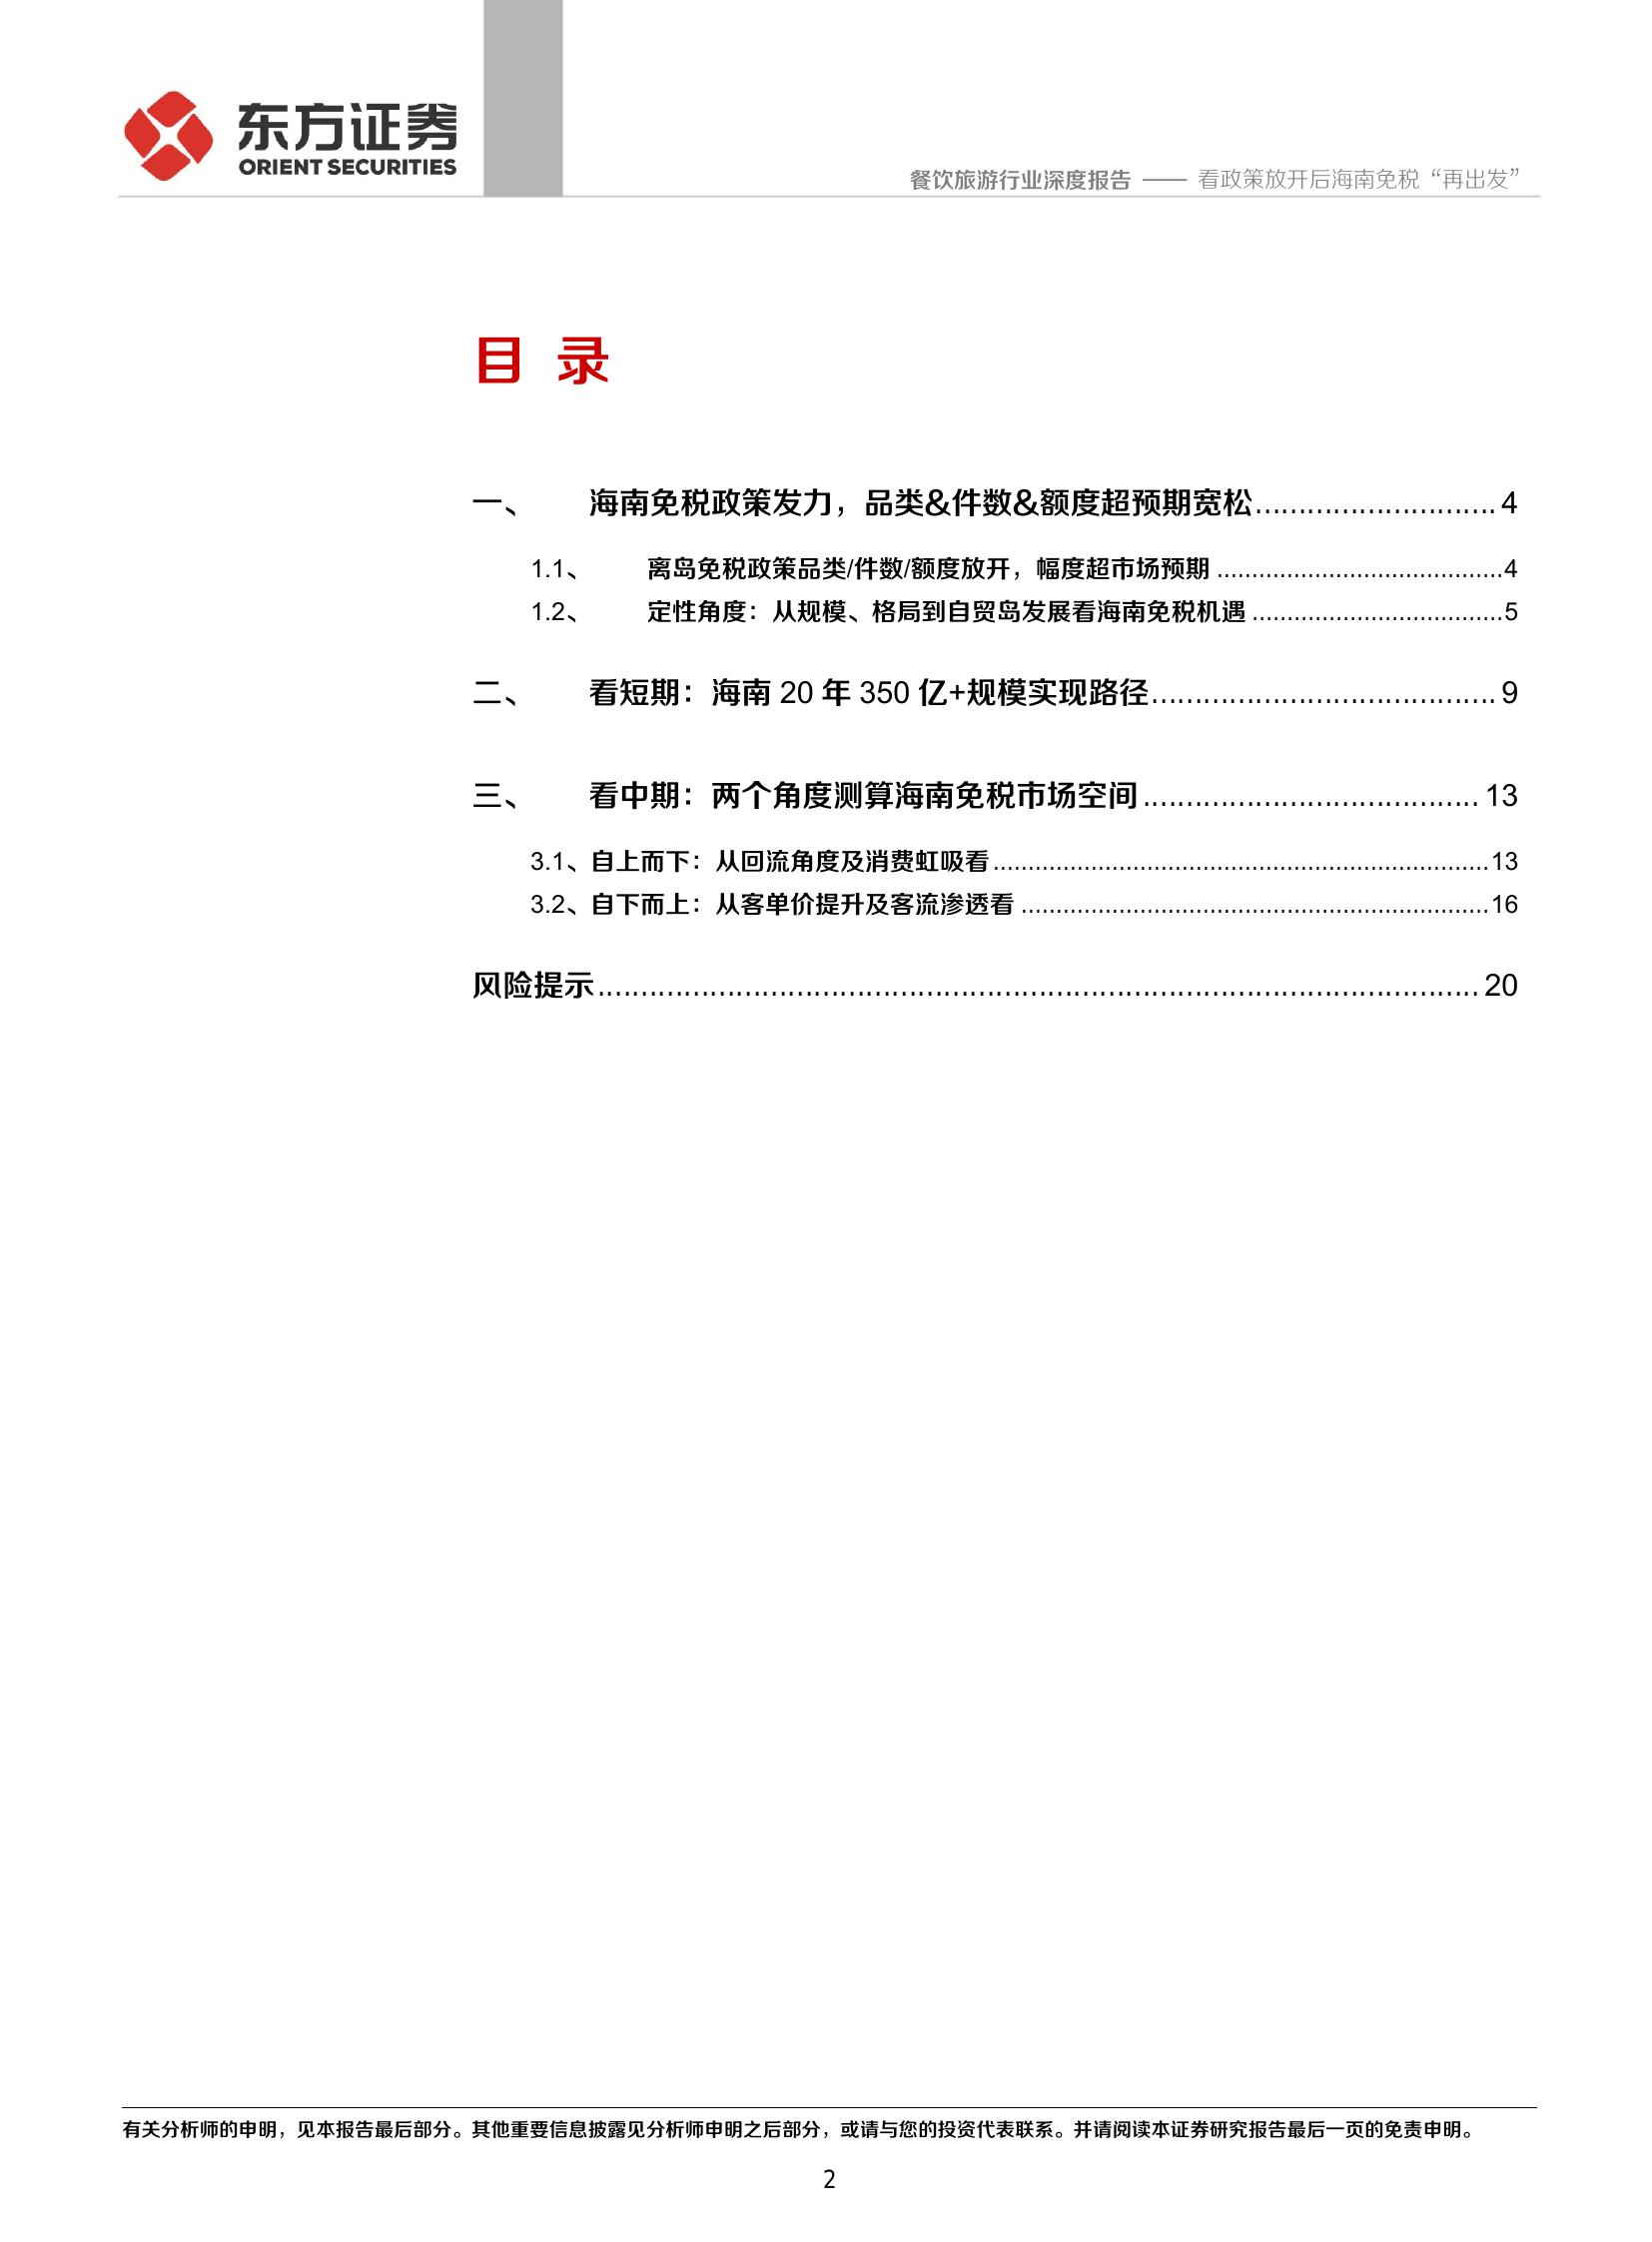 东方证券
ORIENT SECURITIES
餐饮旅游行业深度报告 —— 看政策放开后海南免税“再出发”
目 录
一、 海南免税政策发力，品类&件数&额度超预期宽松........................... 4
1.1、 离岛免税政策品类/件数/额度放开，幅度超市场预期 .........................................4
1.2、 定性角度：从规模、格局到自贸岛发展看海南免税机遇 ....................................5
二、 看短期：海南 20 年 350 亿+规模实现路径....................................... 9
三、 看中期：两个角度测算海南免税市场空间...................................... 13
3.1、自上而下：从回流角度及消费虹吸看.......................................................................13
3.2、自下而上：从客单价提升及客流渗透看 ...................................................................16
风险提示.................................................................................................... 20
有关分析师的申明，见本报告最后部分。其他重要信息披露见分析师申明之后部分，或请与您的投资代表联系。并请阅读本证券研究报告最后一页的免责申明。
2